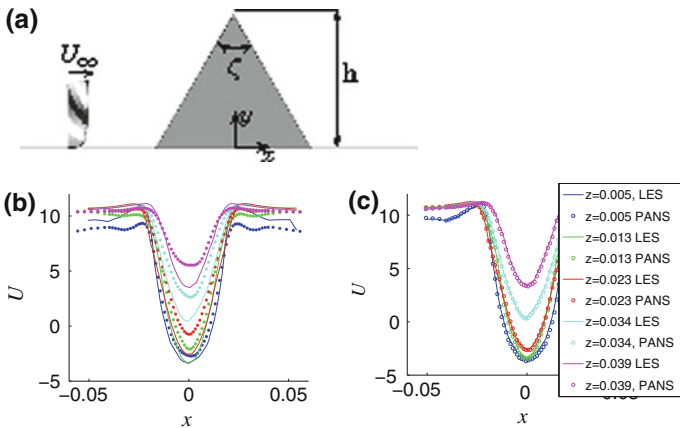 (a)
U∞
ζ
h
y
x
(b)
10
5
0
−5
−0.05
0
0.05
U
x
(c)
10
5
0
−5
−0.05
0
U
x
z=0.005, LES
z=0.005 PANS
z=0.013 LES
z=0.013 PANS
z=0.023 LES
z=0.023 PANS
z=0.034 LES
z=0.034, PANS
z=0.039 LES
z=0.039, PANS